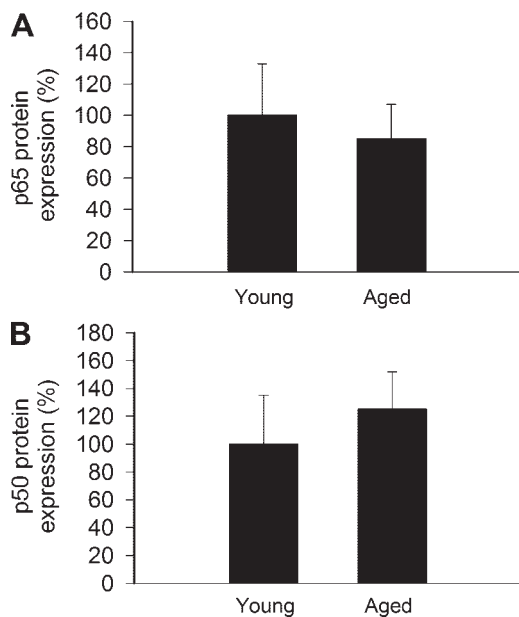 A
p65 protein
expression (%)
160
140
120
100
80
60
40
20
0
Young
Aged
B
p50 protein
expression (%)
180
160
140
120
100
80
60
40
20
0
Young
Aged